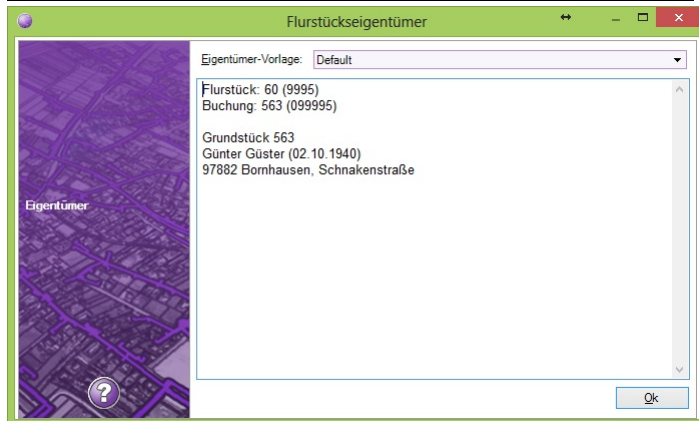 Flurstückseigentümer
Eigentümer-Vorlage: Default
Flurstück: 60 (9995)
Buchung: 563 (099995)
Grundstück 563
Günter Güster (02.10.1940)
97882 Bornhausen, Schnakenstraße
Eigentümer
?
Ok